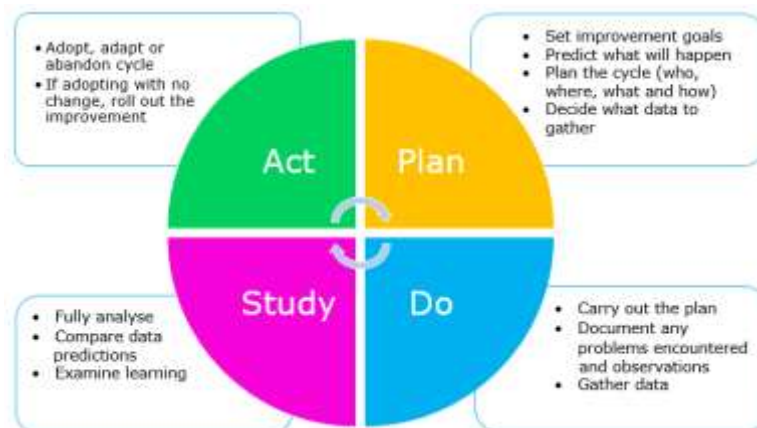 • Adopt, adapt or
abandon cycle
• If adopting with no
change, roll out the
improvement
• Set improvement goals
• Predict what will happen
• Plan the cycle (who,
where, what and how)
• Decide what data to
gather
Act
Plan
Study
Do
• Fully analyse
• Compare data
predictions
• Examine learning
• Carry out the plan
• Document any
problems encountered
and observations
• Gather data